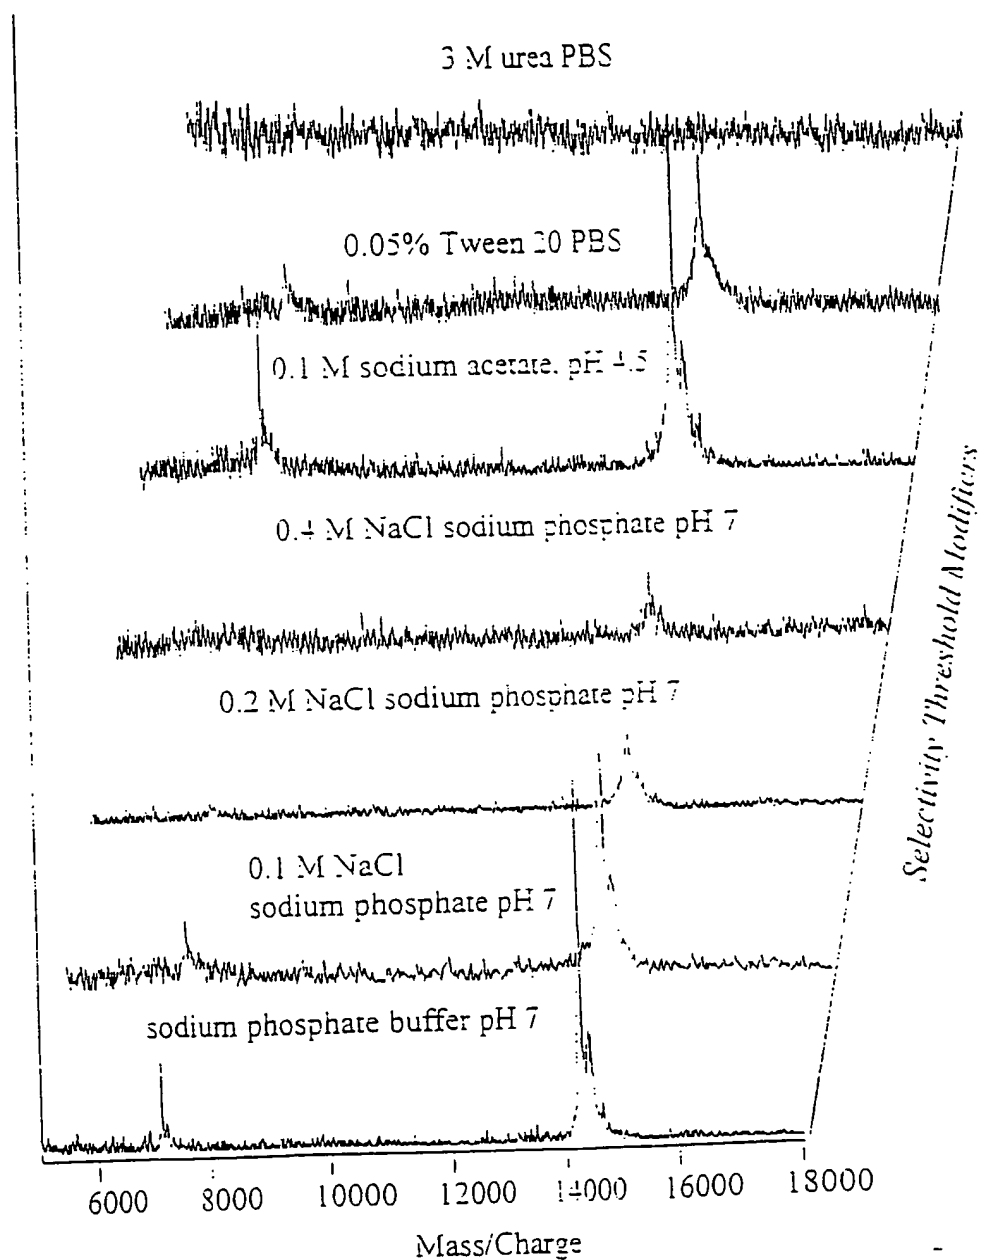 3 M urea PBS
0.05% Tween 20 PBS
0.1 M sodium acetate, pH 4.5
0.4 M NaCl sodium phosphate pH 7
0.2 M NaCl sodium phosphate pH 7
0.1 M NaCl
sodium phosphate pH 7
sodium phosphate buffer pH 7
Selectivity Threshold Modifiers
6000 8000 10000 12000 14000 16000 18000
Mass/Charge